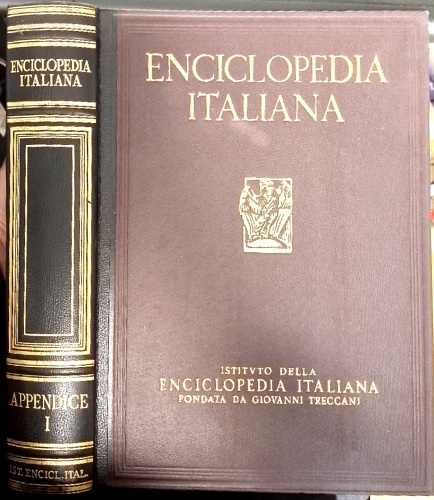 ENCICLOPEDIA
ITALIANA
APPENDICE
I
IST. ENCICL. ITAL.
ENCICLOPEDIA
ITALIANA
ISTITVTO DELLA
ENCICLOPEDIA ITALIANA
FONDATA DA GIOVANNI TRECCANI